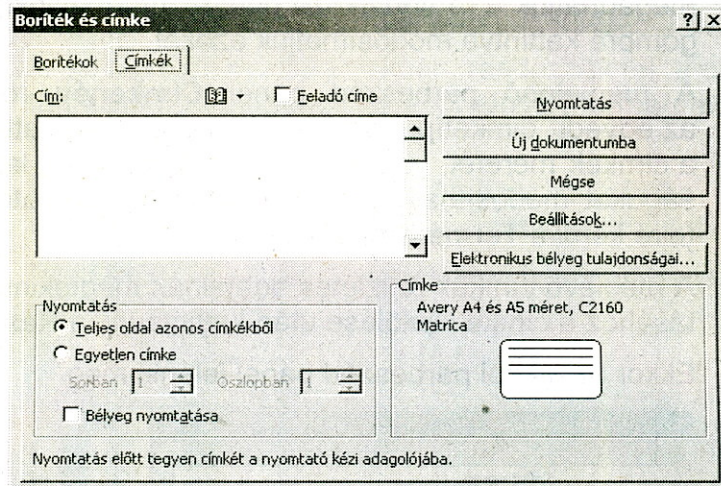 Boríték és címke
Borítékok Címkék
Cím: Feladó címe
Nyomtatás
Új dokumentumba
Mégse
Beállítások...
Elektronikus bélyeg tulajdonságai...
Nyomtatás
Teljes oldal azonos címkékből
Egyetlen címke
Sorban 1 Oszlopban 1
Bélyeg nyomtatása
Címke
Avery A4 és A5 méret, C2160
Matrica
Nyomtatás előtt tegyen címkét a nyomtató kézi adagolójába.